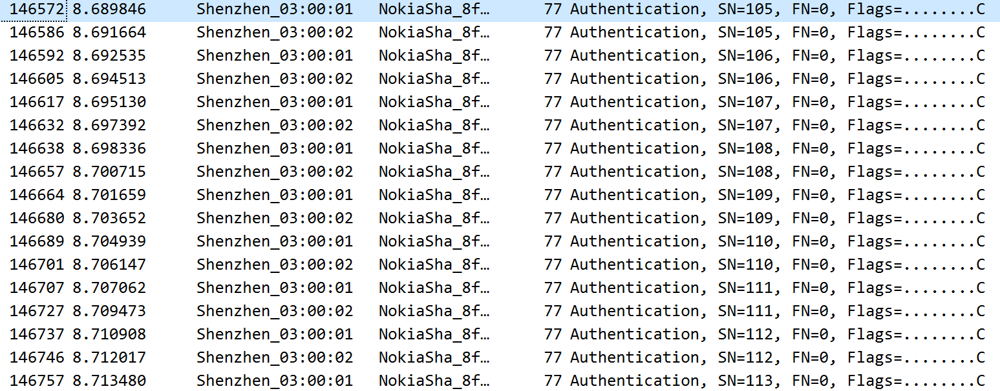 146572 8.689846 Shenzhen_03:00:01 NokiaSha_8f… 77 Authentication, SN=105, FN=0, Flags=........C
146586 8.691664 Shenzhen_03:00:02 NokiaSha_8f… 77 Authentication, SN=105, FN=0, Flags=........C
146592 8.692535 Shenzhen_03:00:01 NokiaSha_8f… 77 Authentication, SN=106, FN=0, Flags=........C
146605 8.694513 Shenzhen_03:00:02 NokiaSha_8f… 77 Authentication, SN=106, FN=0, Flags=........C
146617 8.695130 Shenzhen_03:00:01 NokiaSha_8f… 77 Authentication, SN=107, FN=0, Flags=........C
146632 8.697392 Shenzhen_03:00:02 NokiaSha_8f… 77 Authentication, SN=107, FN=0, Flags=........C
146638 8.698336 Shenzhen_03:00:01 NokiaSha_8f… 77 Authentication, SN=108, FN=0, Flags=........C
146657 8.700715 Shenzhen_03:00:02 NokiaSha_8f… 77 Authentication, SN=108, FN=0, Flags=........C
146664 8.701659 Shenzhen_03:00:01 NokiaSha_8f… 77 Authentication, SN=109, FN=0, Flags=........C
146680 8.703652 Shenzhen_03:00:02 NokiaSha_8f… 77 Authentication, SN=109, FN=0, Flags=........C
146689 8.704939 Shenzhen_03:00:01 NokiaSha_8f… 77 Authentication, SN=110, FN=0, Flags=........C
146701 8.706147 Shenzhen_03:00:02 NokiaSha_8f… 77 Authentication, SN=110, FN=0, Flags=........C
146707 8.707062 Shenzhen_03:00:01 NokiaSha_8f… 77 Authentication, SN=111, FN=0, Flags=........C
146727 8.709473 Shenzhen_03:00:02 NokiaSha_8f… 77 Authentication, SN=111, FN=0, Flags=........C
146737 8.710908 Shenzhen_03:00:01 NokiaSha_8f… 77 Authentication, SN=112, FN=0, Flags=........C
146746 8.712017 Shenzhen_03:00:02 NokiaSha_8f… 77 Authentication, SN=112, FN=0, Flags=........C
146757 8.713480 Shenzhen_03:00:01 NokiaSha_8f… 77 Authentication, SN=113, FN=0, Flags=........C